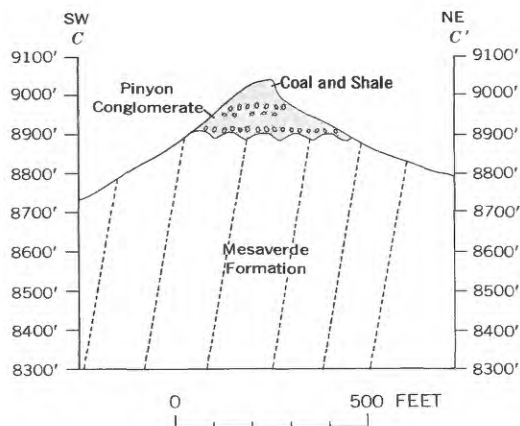 SW
C
NE
C'
9100'
9000'
8900'
8800'
8700'
8600'
8500'
8400'
8300'
Pinyon
Conglomerate
Coal and Shale
Mesaverde
Formation
9100'
9000'
8900'
8800'
8700'
8600'
8500'
8400'
8300'
0 500 FEET